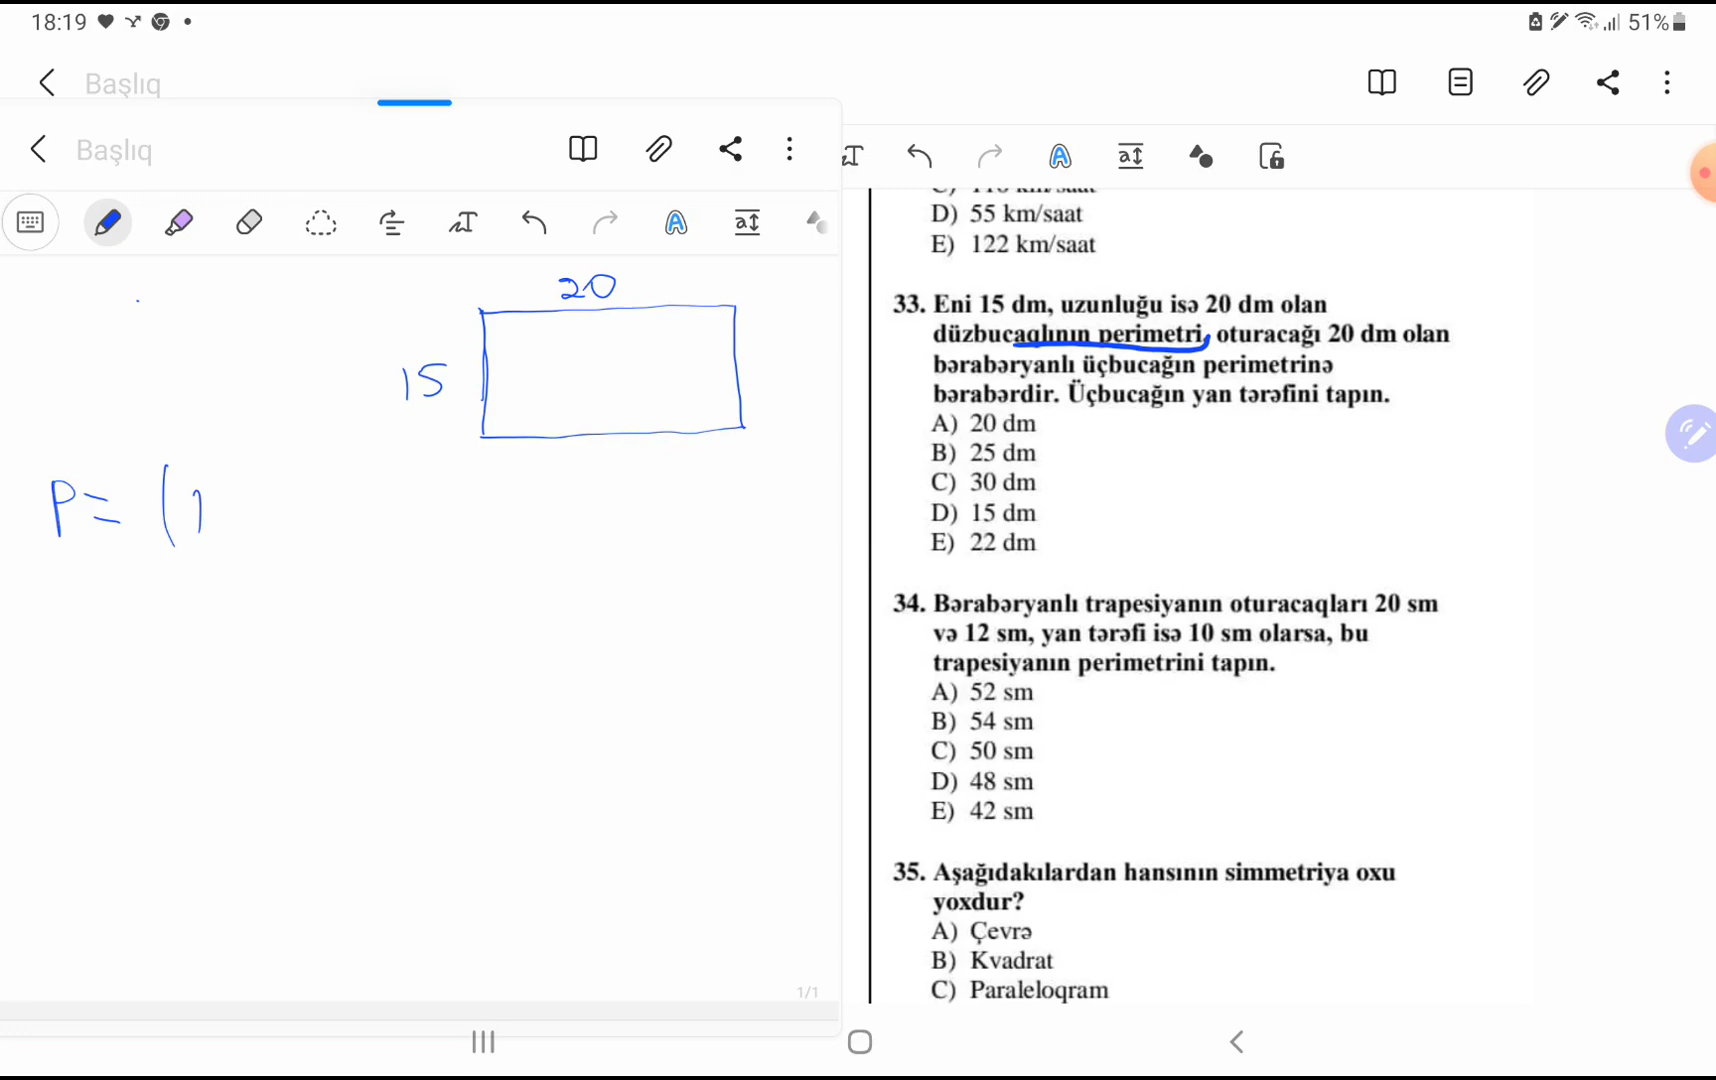 18:19
51%
Başlıq
Başlıq
20
15
P= (1
1/1
D) 55 km/saat
E) 122 km/saat
33. Eni 15 dm, uzunluğu isə 20 dm olan
düzbucaqlının perimetri, oturacağı 20 dm olan
bərabəryanlı üçbucağın perimetrinə
bərabərdir. Üçbucağın yan tərəfini tapın.
A) 20 dm
B) 25 dm
C) 30 dm
D) 15 dm
E) 22 dm
34. Bərabəryanlı trapesiyanın oturacaqları 20 sm
və 12 sm, yan tərəfi isə 10 sm olarsa, bu
trapesiyanın perimetrini tapın.
A) 52 sm
B) 54 sm
C) 50 sm
D) 48 sm
E) 42 sm
35. Aşağıdakılardan hansının simmetriya oxu
yoxdur?
A) Çevrə
B) Kvadrat
C) Paraleloqram